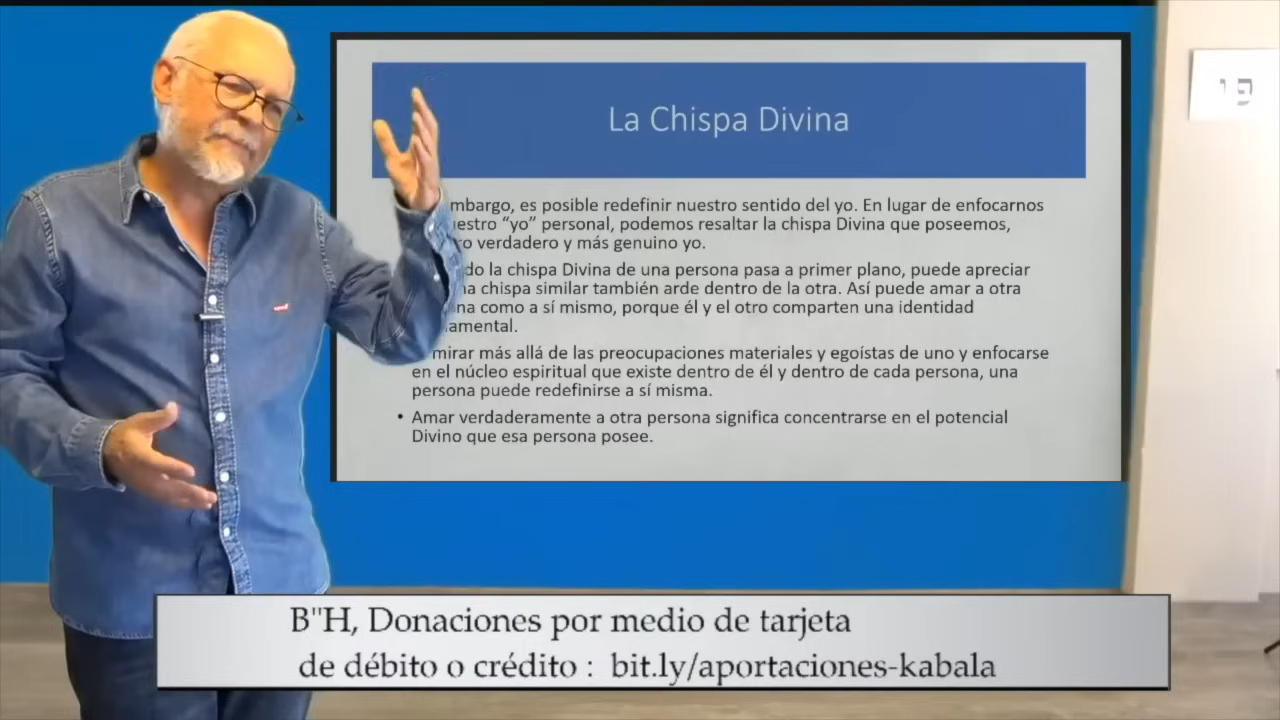 La Chispa Divina
es posible redefinir nuestro sentido del yo. En lugar de enfocarnos
“yo” personal, podemos resaltar la chispa Divina que poseemos,
verdadero y más genuino yo.
la chispa Divina de una persona pasa a primer plano, puede apreciar
chispa similar también arde dentro de la otra. Así puede amar a otra
como a sí mismo, porque él y el otro comparten una identidad
mirar más allá de las preocupaciones materiales y egoístas de uno y enfocarse
en el núcleo espiritual que existe dentro de él y dentro de cada persona, una
persona puede redefinirse a sí misma.
• Amar verdaderamente a otra persona significa concentrarse en el potencial
Divino que esa persona posee.
B"H, Donaciones por medio de tarjeta
de débito o crédito : bit.ly/aportaciones-kabala